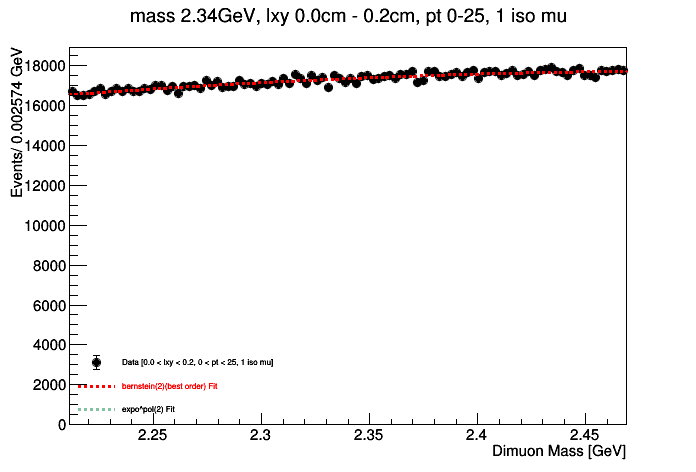 mass 2.34GeV, lxy 0.0cm - 0.2cm, pt 0-25, 1 iso mu
Events/ 0.002574 GeV
18000
16000
14000
12000
10000
8000
6000
4000
2000
0
Data [0.0 < lxy < 0.2, 0 < pt < 25, 1 iso mu]
bernstein(2)(best order) Fit
expo^pol(2) Fit
2.25 2.3 2.35 2.4 2.45
Dimuon Mass [GeV]